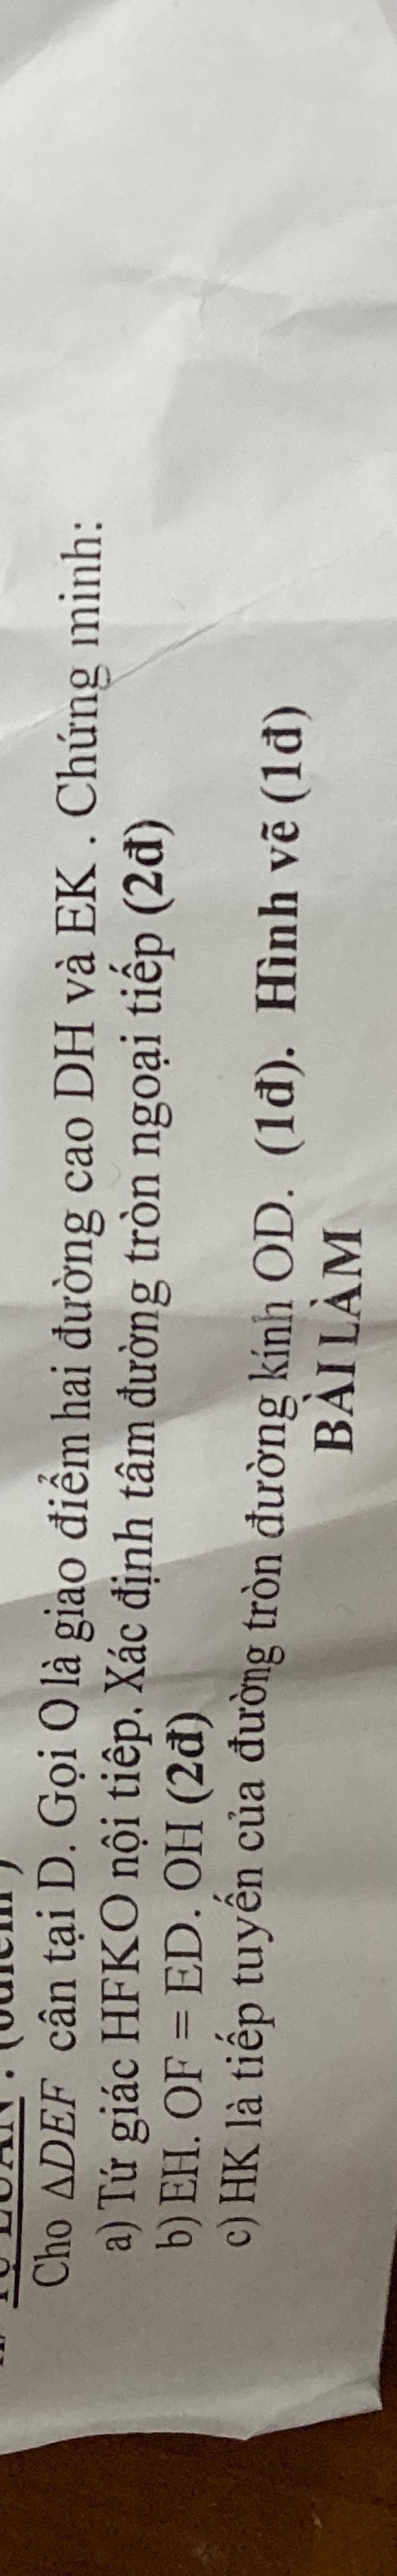 Cho ΔDEF cân tại D. Gọi O là giao điểm hai đường cao DH và EK . Chứng minh:
a) Tứ giác HFKO nội tiếp. Xác định tâm đường tròn ngoại tiếp (2đ)
b) EH. OF = ED. OH (2đ)
c) HK là tiếp tuyến của đường tròn đường kính OD. (1đ). Hình vẽ (1đ)
BÀI LÀM